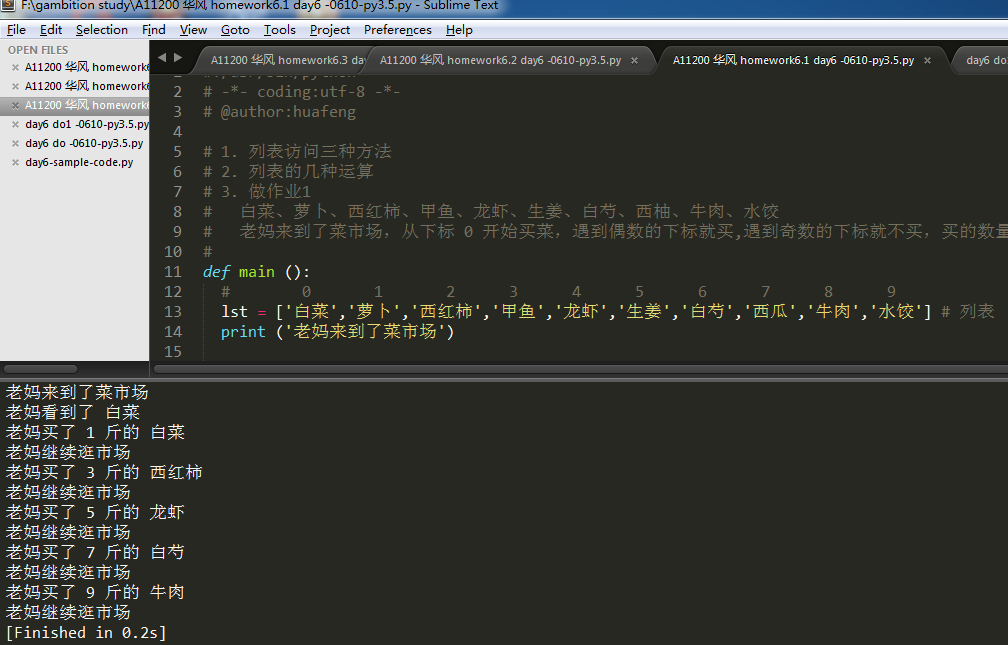 F:\gambition study\A11200 华风 homework6.1 day6 -0610-py3.5.py - Sublime Text
File Edit Selection Find View Goto Tools Project Preferences Help
OPEN FILES
A11200 华风 homework6
A11200 华风 homework6
A11200 华风 homework6
day6 do1 -0610-py3.5.py
day6 do -0610-py3.5.py
day6-sample-code.py
A11200 华风 homework6.3 day
A11200 华风 homework6.2 day6 -0610-py3.5.py
A11200 华风 homework6.1 day6 -0610-py3.5.py
day6 do
2 # -*- coding:utf-8 -*-
3 # @author:huafeng
4
5 # 1. 列表访问三种方法
6 # 2. 列表的几种运算
7 # 3. 做作业1
8 # 白菜、萝卜、西红柿、甲鱼、龙虾、生姜、白芍、西柚、牛肉、水饺
9 # 老妈来到了菜市场，从下标 0 开始买菜，遇到偶数的下标就买,遇到奇数的下标就不买，买的数量
10 #
11 def main ():
12 # 0 1 2 3 4 5 6 7 8 9
13 lst = ['白菜','萝卜','西红柿','甲鱼','龙虾','生姜','白芍','西瓜','牛肉','水饺'] # 列表
14 print ('老妈来到了菜市场')
15
老妈来到了菜市场
老妈看到了 白菜
老妈买了 1 斤的 白菜
老妈继续逛市场
老妈买了 3 斤的 西红柿
老妈继续逛市场
老妈买了 5 斤的 龙虾
老妈继续逛市场
老妈买了 7 斤的 白芍
老妈继续逛市场
老妈买了 9 斤的 牛肉
老妈继续逛市场
[Finished in 0.2s]